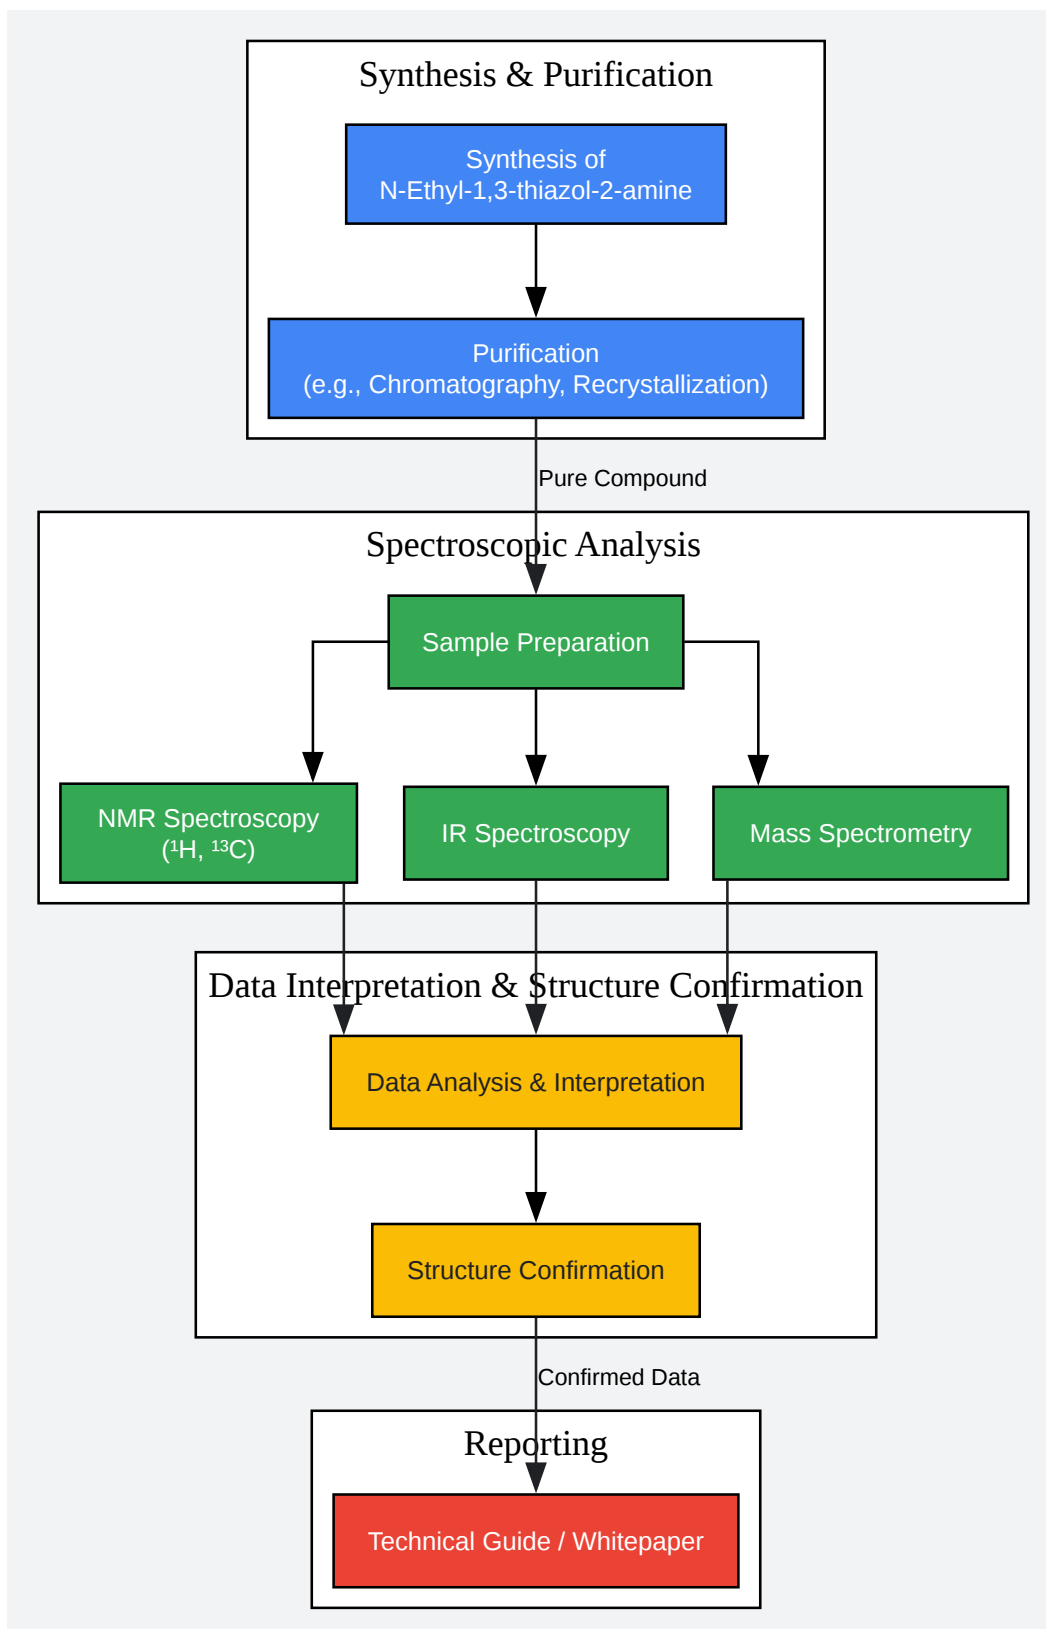 Synthesis & Purification
Synthesis of
N-Ethyl-1,3-thiazol-2-amine
Purification
(e.g., Chromatography, Recrystallization)
Pure Compound
Spectroscopic Analysis
Sample Preparation
NMR Spectroscopy
(¹H, ¹³C)
IR Spectroscopy
Mass Spectrometry
Data Interpretation & Structure Confirmation
Data Analysis & Interpretation
Structure Confirmation
Confirmed Data
Reporting
Technical Guide / Whitepaper